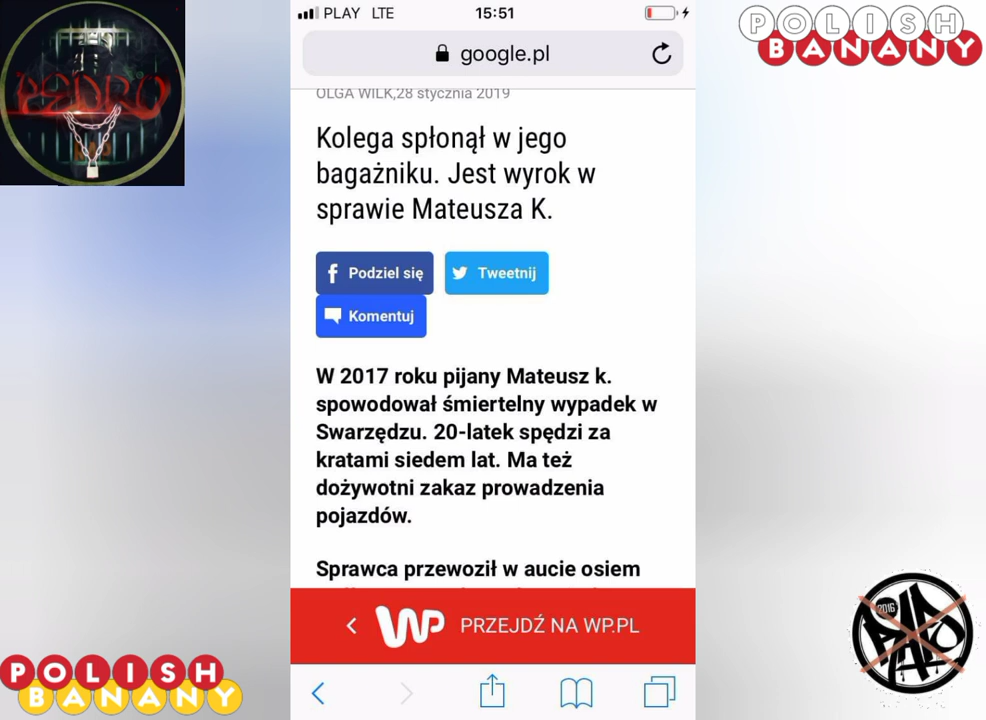 PLAY LTE 15:51
POLISH
BANANY
google.pl
PEDRO
OLGA WILK,28 stycznia 2019
Kolega spłonął w jego
bagażniku. Jest wyrok w
sprawie Mateusza K.
Podziel się
Tweetnij
Komentuj
W 2017 roku pijany Mateusz k.
spowodował śmiertelny wypadek w
Swarzędzu. 20-latek spędzi za
kratami siedem lat. Ma też
dożywotni zakaz prowadzenia
pojazdów.
Sprawca przewoził w aucie osiem
WP PRZEJDŹ NA WP.PL
2016
POLISH
BANANY